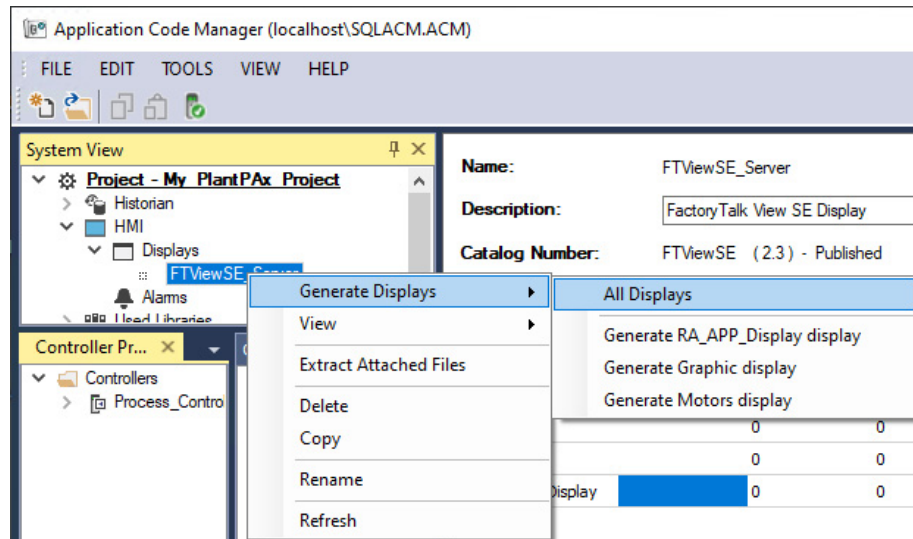 Application Code Manager (localhost\SQLACM.ACM)
FILE EDIT TOOLS VIEW HELP
System View
Project - My_PlantPAx_Project
Historian
HMI
Displays
FTViewSE_Server
Alarms
Used Libraries
Controller Pr...
Controllers
Process_Contro
Name: FTViewSE_Server
Description: FactoryTalk View SE Display
Catalog Number: FTViewSE (2.3) - Published
Generate Displays
View
Extract Attached Files
Delete
Copy
Rename
Refresh
All Displays
Generate RA_APP_Display display
Generate Graphic display
Generate Motors display
0 0
0 0
Display 0 0